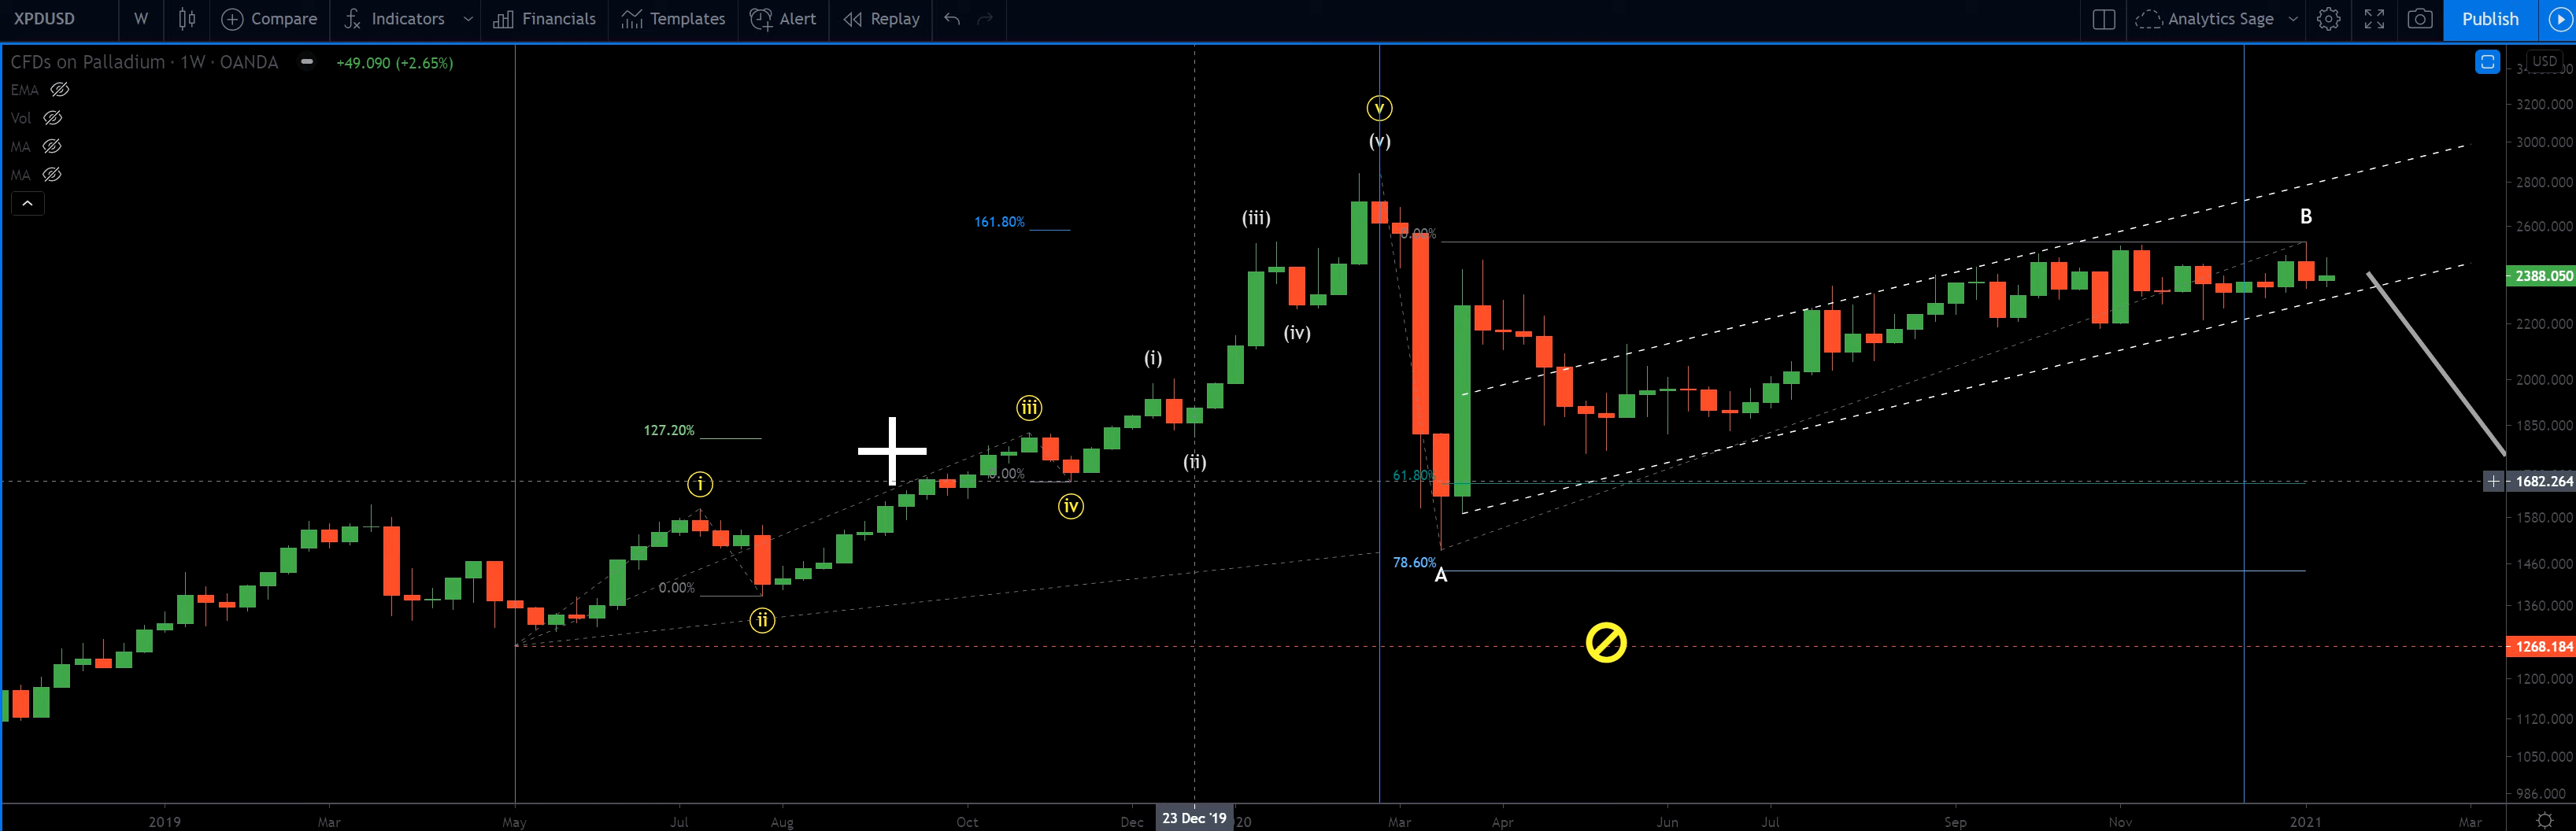 XPDUSD W Compare Indicators Financials Templates Alert Replay Analytics Sage Publish
CFDs on Palladium · 1W · OANDA +49.090 (+2.65%)
USD
EMA
Vol
MA
MA
3200.000
3000.000
2800.000
2600.000
2388.050
2200.000
2000.000
1850.000
1682.264
1580.000
1460.000
1360.000
1268.184
1200.000
1120.000
1050.000
986.000
v
(v)
161.80%
(iii)
B
0.00%
(iv)
(i)
iii
127.20%
(ii)
0.00%
61.80%
i
iv
78.60%
A
0.00%
ii
2019 Mar May Jul Aug Oct Dec 23 Dec '19 20 Mar Apr Jun Jul Sep Nov 2021 Mar